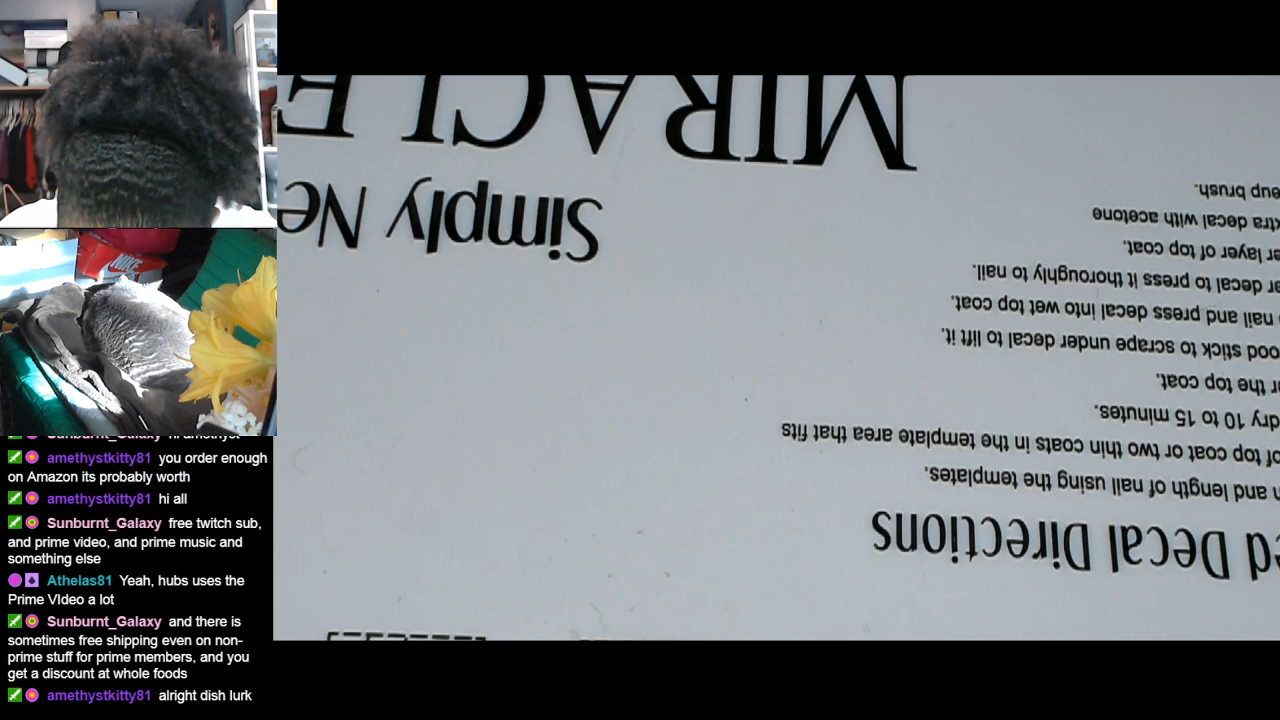 NIKE
Sunburnt_Galaxy hi amethyst
amethystkitty81 you order enough
on Amazon its probably worth
amethystkitty81 hi all
Sunburnt_Galaxy free twitch sub,
and prime video, and prime music and
something else
Athelas81 Yeah, hubs uses the
Prime VIdeo a lot
Sunburnt_Galaxy and there is
sometimes free shipping even on non-
prime stuff for prime members, and you
get a discount at whole foods
amethystkitty81 alright dish lurk
Decal Directions
and length of nail using the templates.
of top coat or two thin coats in the template area that fits
dry 10 to 15 minutes.
the top coat.
stick to scrape under decal to lift it.
nail and press decal into wet top coat.
decal to press it thoroughly to nail.
layer of top coat.
decal with acetone
brush.
Simply
MIRACLE